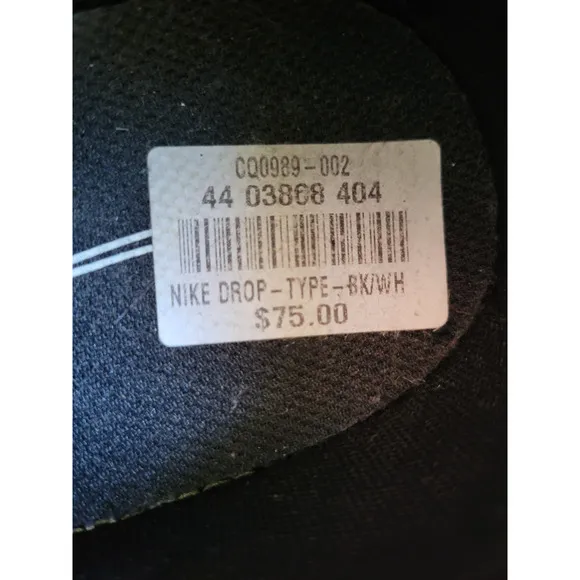 CQ0989-002
44 03868 404
NIKE DROP-TYPE-BK/WH
$75.00